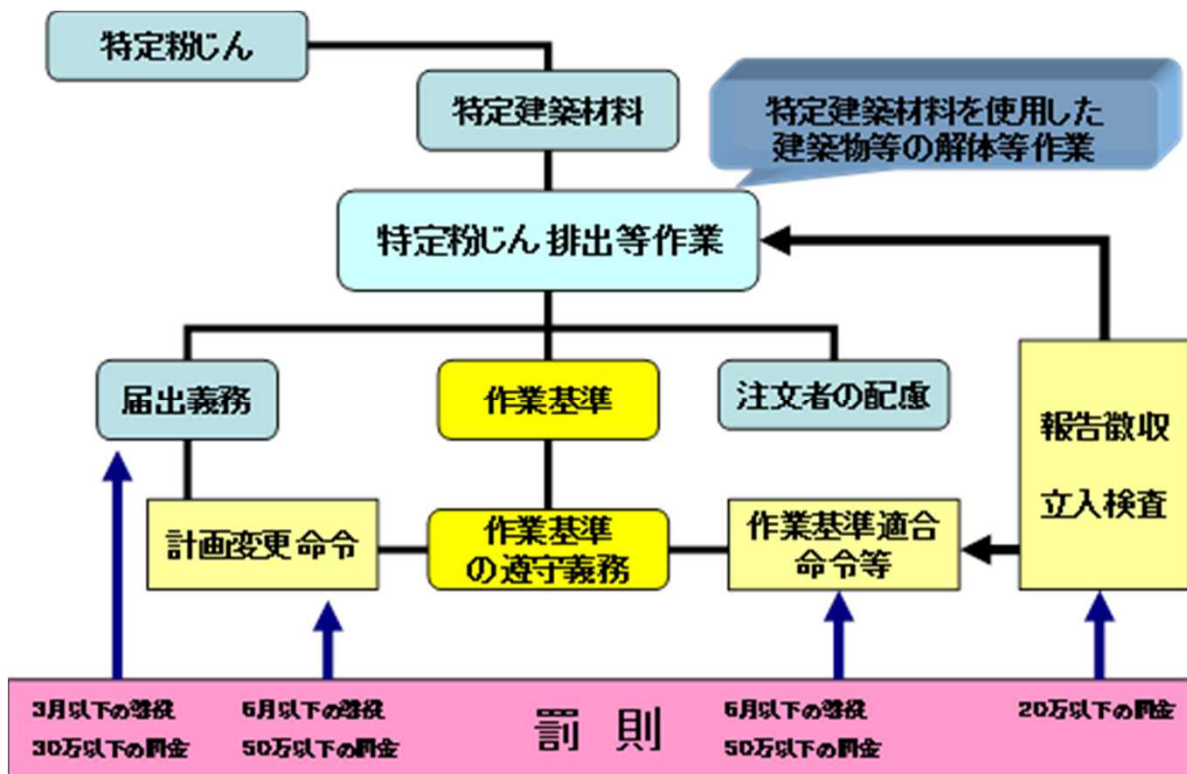 特定粉じん
特定建築材料
特定建築材料を使用した
建築物等の解体等作業
特定粉じん排出等作業
届出義務
作業基準
注文者の配慮
報告徴収
立入検査
計画変更命令
作業基準
の遵守義務
作業基準適合
命令等
3月以下の懲役
30万以下の罰金
6月以下の懲役
50万以下の罰金
罰則
6月以下の懲役
50万以下の罰金
20万以下の罰金